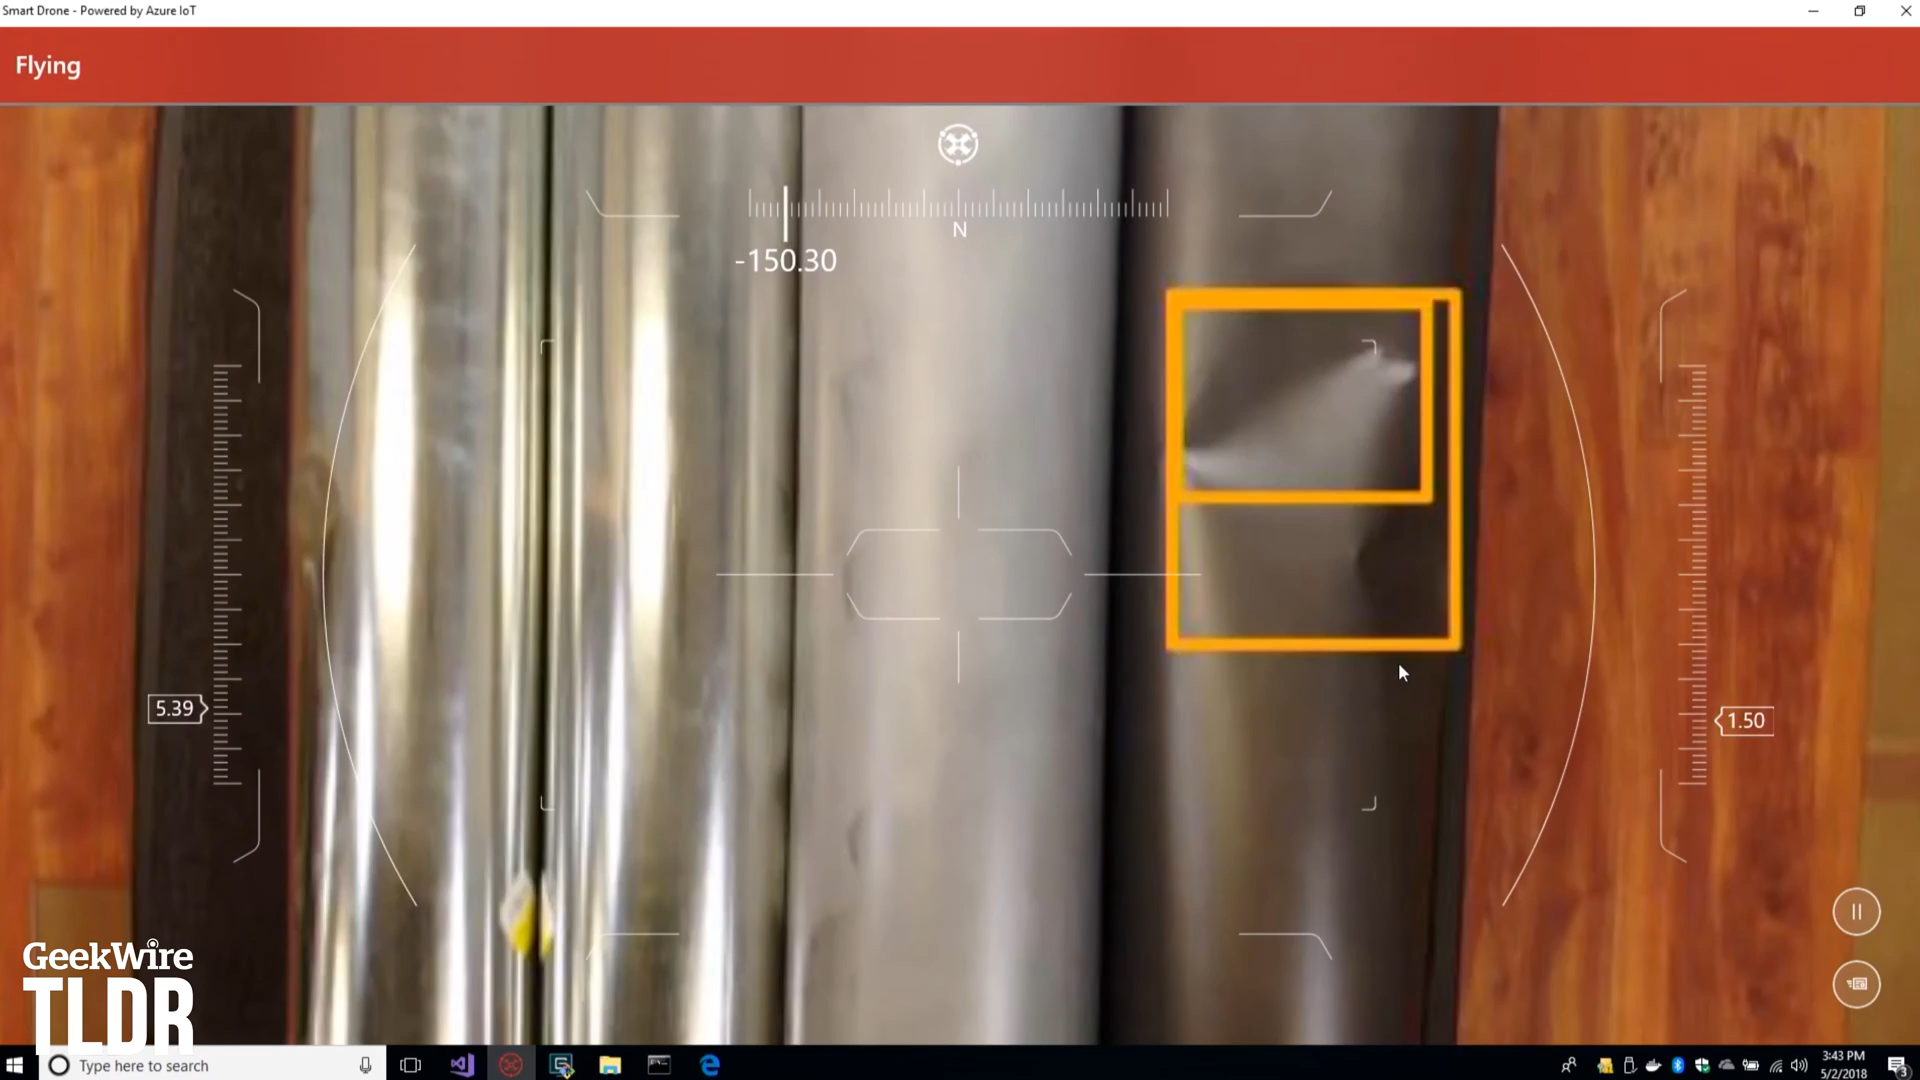 Smart Drone - Powered by Azure IoT
Flying
N
-150.30
5.39
1.50
GeekWire
TLDR
Type here to search
3:43 PM
5/2/2018
3